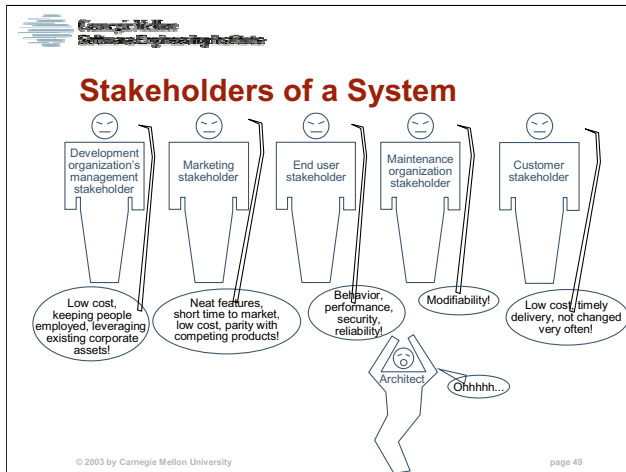 Carnegie Mellon
Software Engineering Institute
Stakeholders of a System
Development
organization's
management
stakeholder
Marketing
stakeholder
End user
stakeholder
Maintenance
organization
stakeholder
Customer
stakeholder
Low cost,
keeping people
employed, leveraging
existing corporate
assets!
Neat features,
short time to market,
low cost, parity with
competing products!
Behavior,
performance,
security,
reliability!
Modifiability!
Low cost, timely
delivery, not changed
very often!
Architect
Ohhhhh...
© 2003 by Carnegie Mellon University
page 49